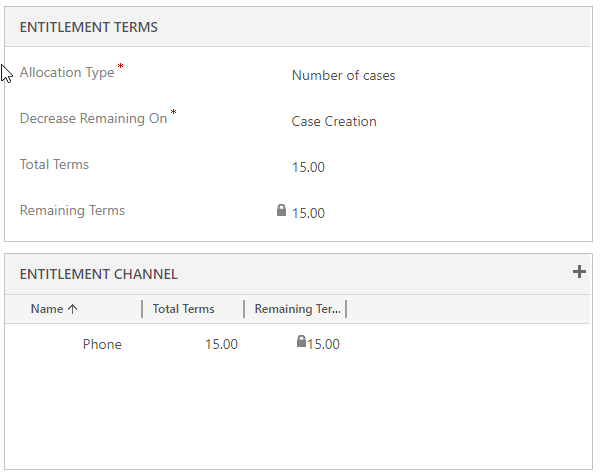 ENTITLEMENT TERMS
Allocation Type * Number of cases
Decrease Remaining On * Case Creation
Total Terms 15.00
Remaining Terms 15.00
ENTITLEMENT CHANNEL
Name ↑ Total Terms Remaining Ter...
Phone 15.00 15.00